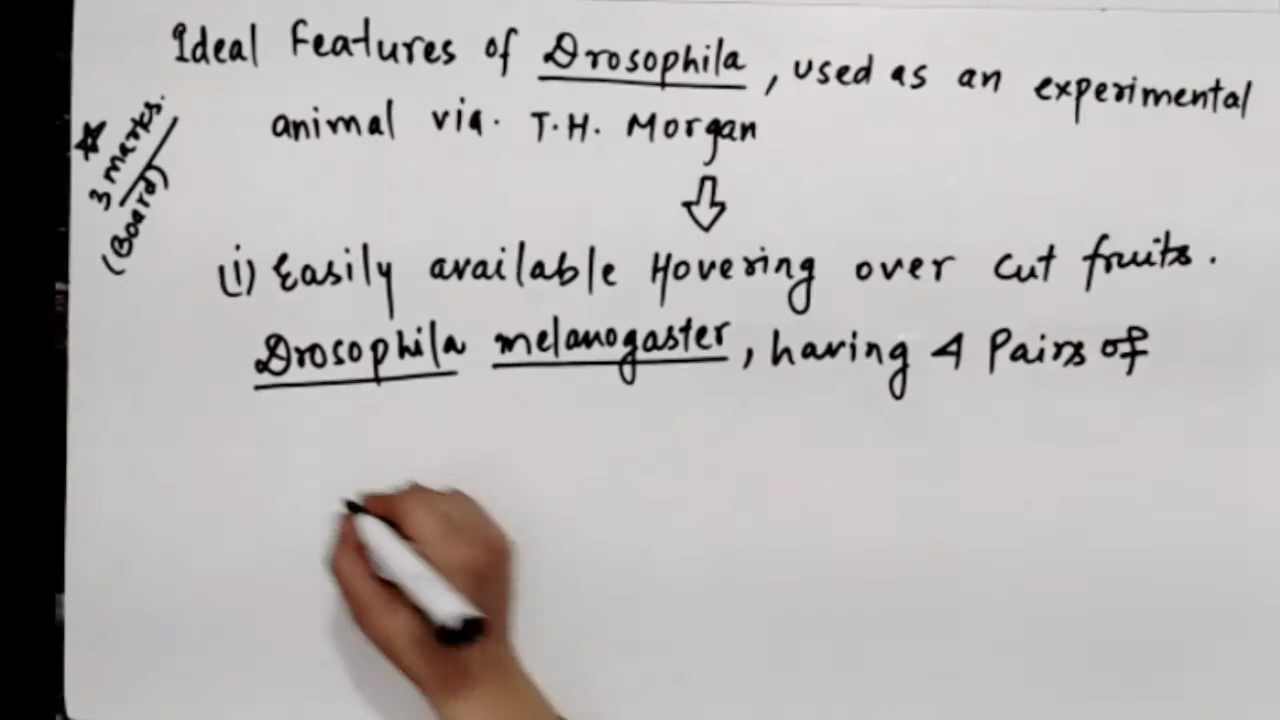 Ideal Features of Drosophila, used as an experimental
animal via. T.H. Morgan
☆
3 marks.
(Board)
(i) Easily available Hovering over cut fruits.
Drosophila melanogaster, having 4 Pairs of